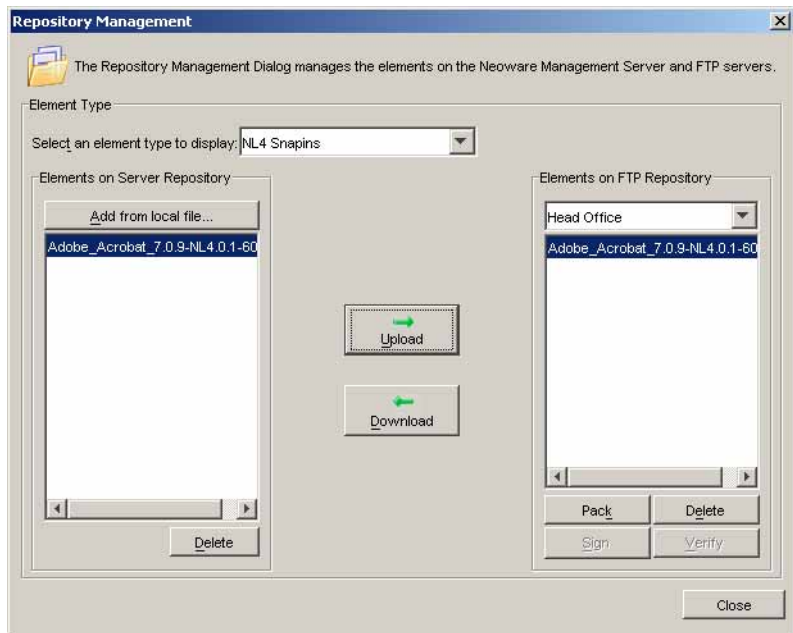 Repository Management
The Repository Management Dialog manages the elements on the Neoware Management Server and FTP servers.
Element Type
Select an element type to display: NL4 Snapins
Elements on Server Repository
Add from local file...
Adobe_Acrobat_7.0.9-NL4.0.1-60
Delete
Upload
Download
Elements on FTP Repository
Head Office
Adobe_Acrobat_7.0.9-NL4.0.1-60
Pack Delete
Sign Verify
Close